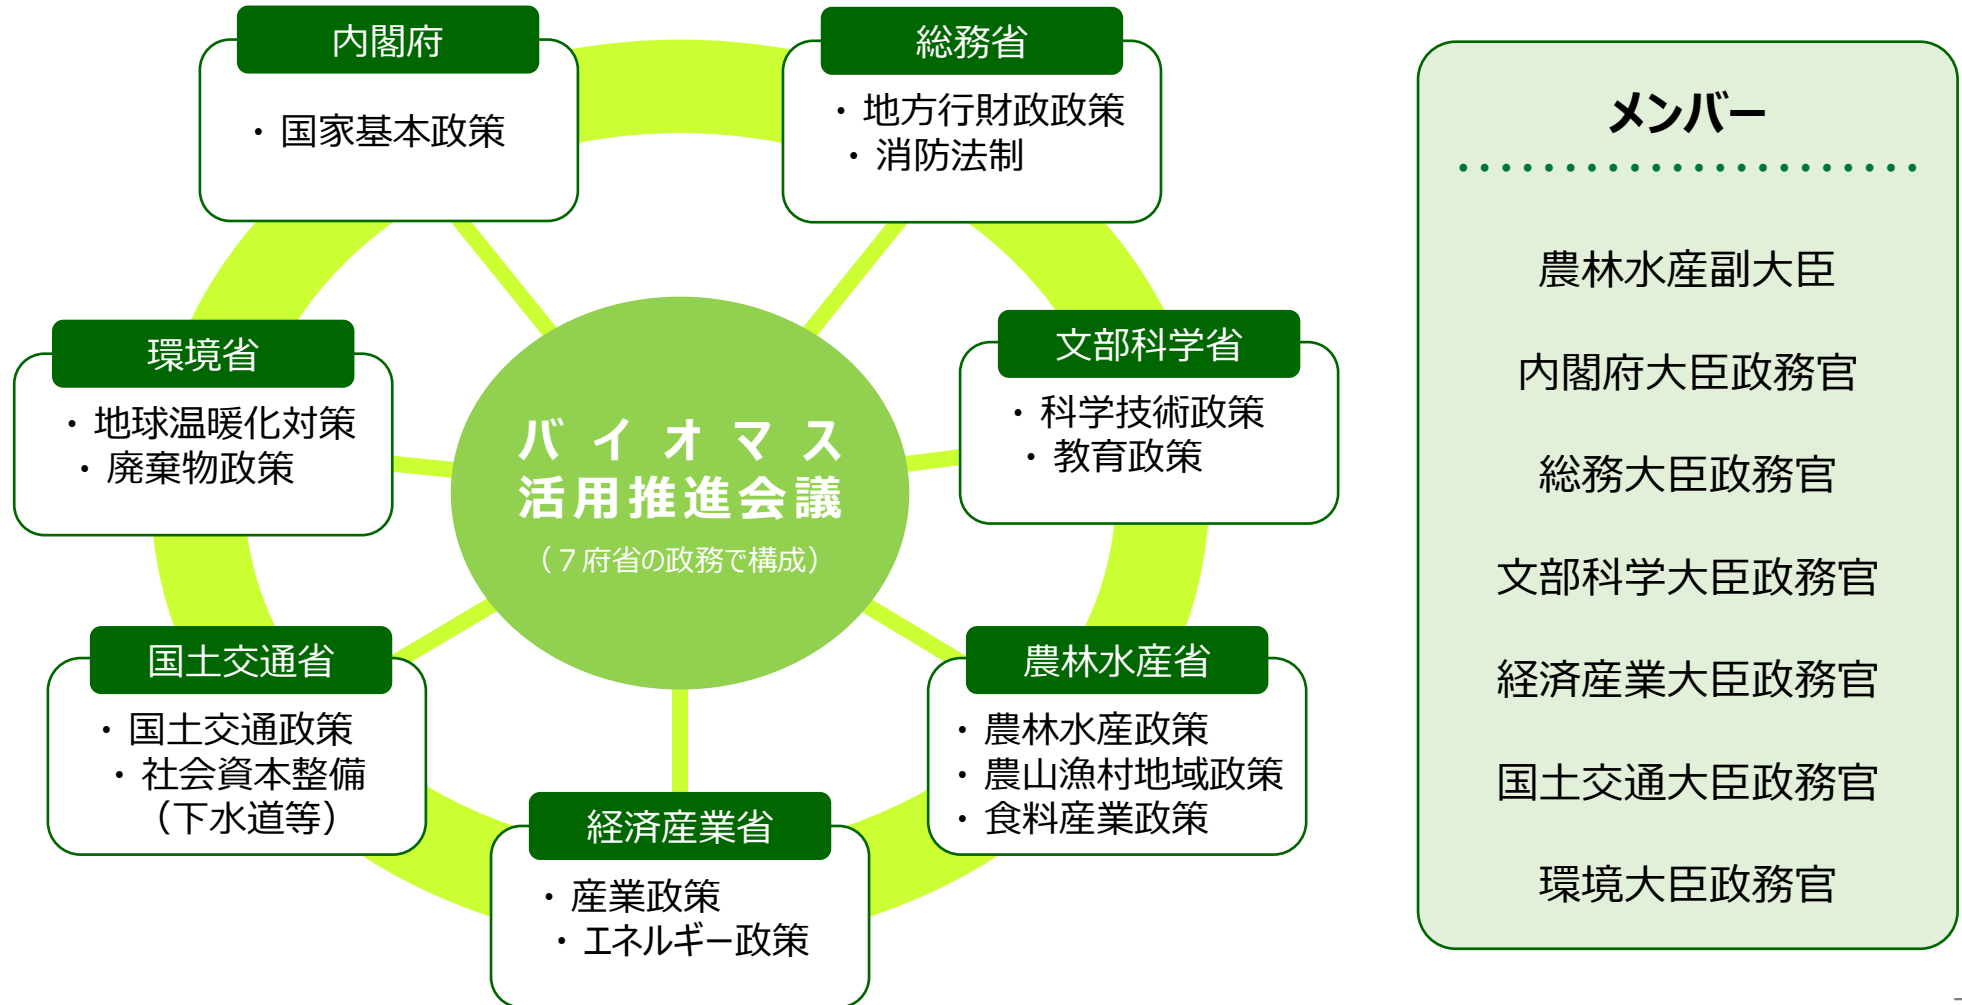 内閣府
・国家基本政策
総務省
・地方行財政政策
・消防法制
環境省
・地球温暖化対策
・廃棄物政策
文部科学省
・科学技術政策
・教育政策
バイオマス
活用推進会議
（７府省の政務で構成）
国土交通省
・国土交通政策
・社会資本整備
（下水道等）
農林水産省
・農林水産政策
・農山漁村地域政策
・食料産業政策
経済産業省
・産業政策
・エネルギー政策
メンバー
農林水産副大臣
内閣府大臣政務官
総務大臣政務官
文部科学大臣政務官
経済産業大臣政務官
国土交通大臣政務官
環境大臣政務官